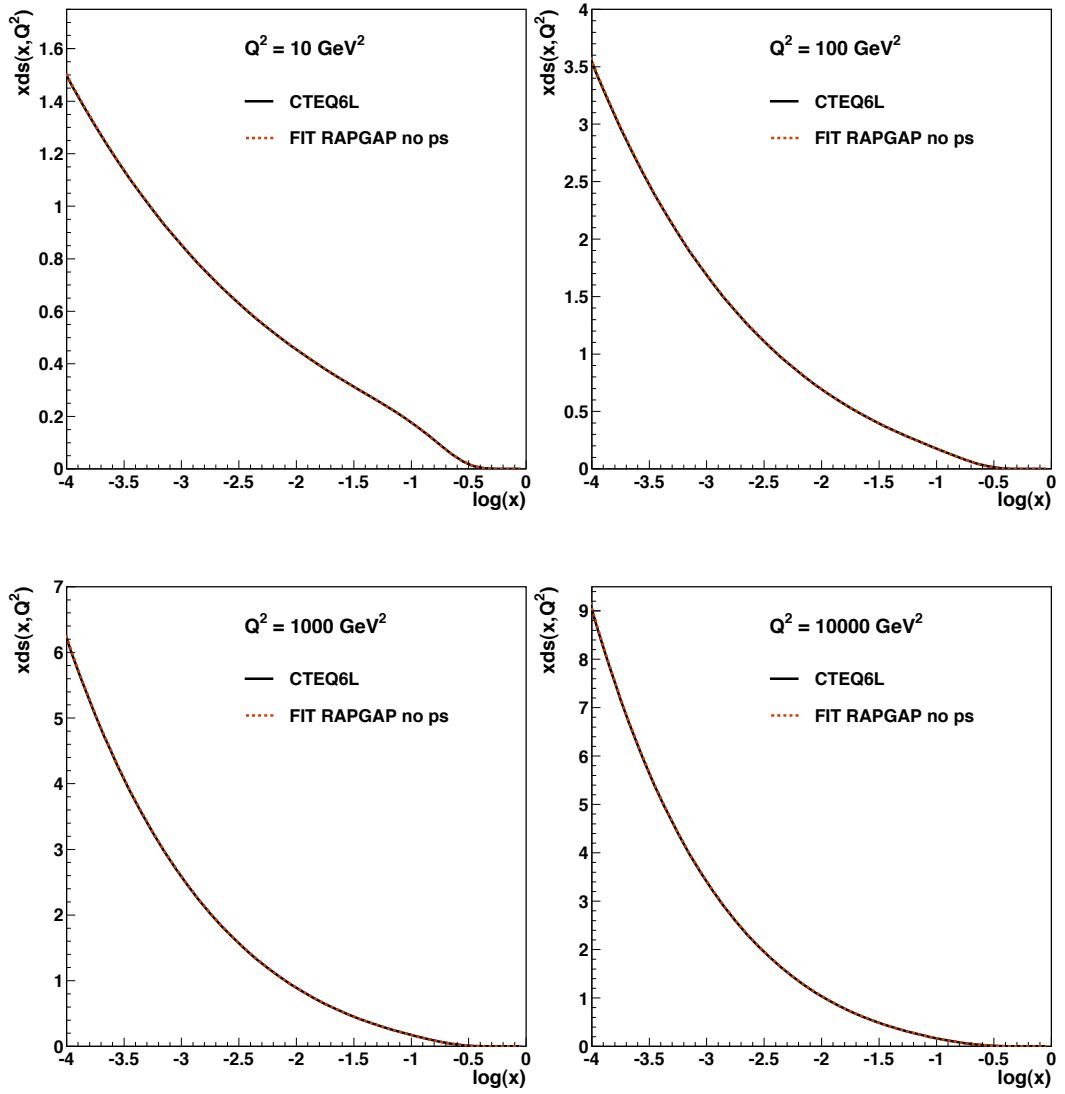 xds(x,Q²)
Q² = 10 GeV²
CTEQ6L
FIT RAPGAP no ps
1.6
1.4
1.2
1
0.8
0.6
0.4
0.2
0
-4 -3.5 -3 -2.5 -2 -1.5 -1 -0.5 0
log(x)
xds(x,Q²)
Q² = 100 GeV²
CTEQ6L
FIT RAPGAP no ps
4
3.5
3
2.5
2
1.5
1
0.5
0
-4 -3.5 -3 -2.5 -2 -1.5 -1 -0.5 0
log(x)
xds(x,Q²)
Q² = 1000 GeV²
CTEQ6L
FIT RAPGAP no ps
7
6
5
4
3
2
1
0
-4 -3.5 -3 -2.5 -2 -1.5 -1 -0.5 0
log(x)
xds(x,Q²)
Q² = 10000 GeV²
CTEQ6L
FIT RAPGAP no ps
9
8
7
6
5
4
3
2
1
0
-4 -3.5 -3 -2.5 -2 -1.5 -1 -0.5 0
log(x)